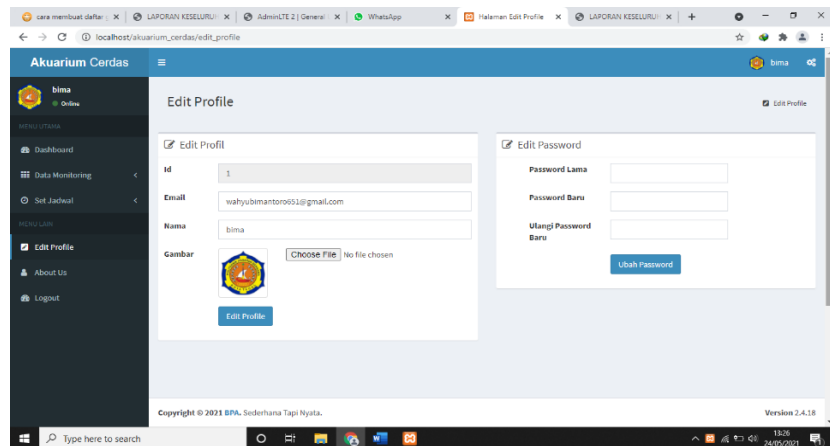 cara membuat daftar
LAPORAN KESELURU
AdminLTE 2 | General
WhatsApp
Halaman Edit Profile
LAPORAN KESELURU
localhost/akuarium_cerdas/edit_profile
Akuarium Cerdas
bima
bima
Online
MENU UTAMA
Dashboard
Data Monitoring
Set Jadwal
MENU LAIN
Edit Profile
About Us
Logout
Edit Profile
Edit Profile
Edit Profil
Id
1
Email
wahyubimantoro651@gmail.com
Nama
bima
Gambar
Choose File No file chosen
Edit Profile
Edit Password
Password Lama
Password Baru
Ulangi Password
Baru
Ubah Password
Copyright © 2021 BPA. Sederhana Tapi Nyata.
Version 2.4.18
Type here to search
13:26
24/05/2021